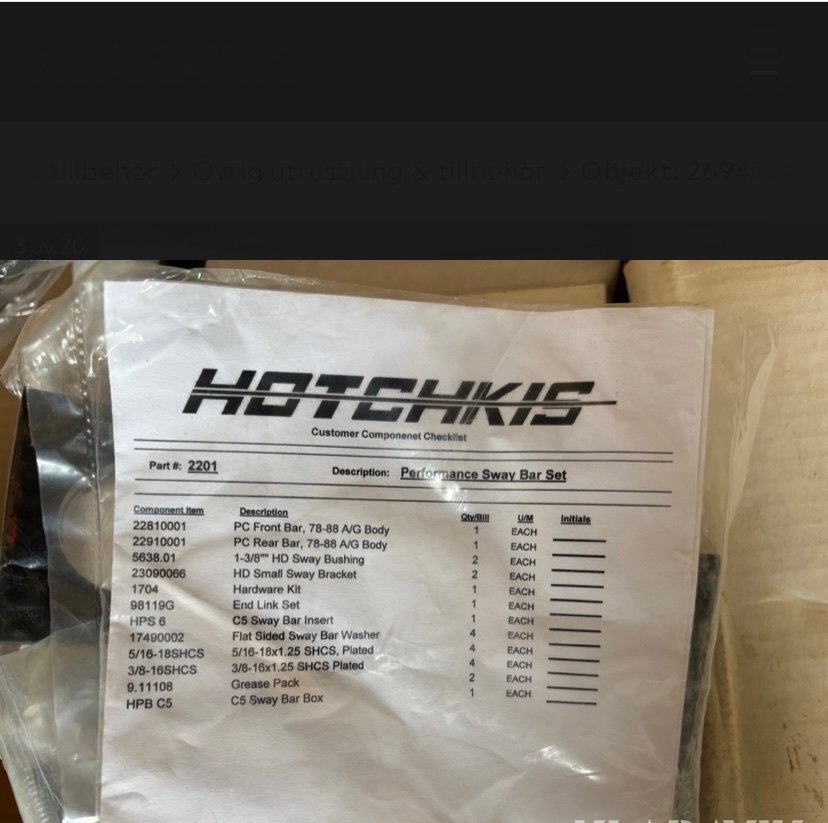 KLARAVIK
tillbehör > Övrig utrustning & tillbehör > Objekt: 269412
3 av 20
HOTCHKIS
Customer Componenet Checklist
Part #: 2201 Description: Performance Sway Bar Set
Component Item Description Qty/Bill U/M Initials
22810001 PC Front Bar, 78-88 A/G Body 1 EACH
22910001 PC Rear Bar, 78-88 A/G Body 1 EACH
5638.01 1-3/8"" HD Sway Bushing 2 EACH
23090066 HD Small Sway Bracket 2 EACH
1704 Hardware Kit 1 EACH
98119G End Link Set 1 EACH
HPS 6 C5 Sway Bar Insert 1 EACH
17490002 Flat Sided Sway Bar Washer 4 EACH
5/16-18SHCS 5/16-18x1.25 SHCS, Plated 4 EACH
3/8-16SHCS 3/8-16x1.25 SHCS Plated 4 EACH
9.11108 Grease Pack 2 EACH
HPB C5 C5 Sway Bar Box 1 EACH